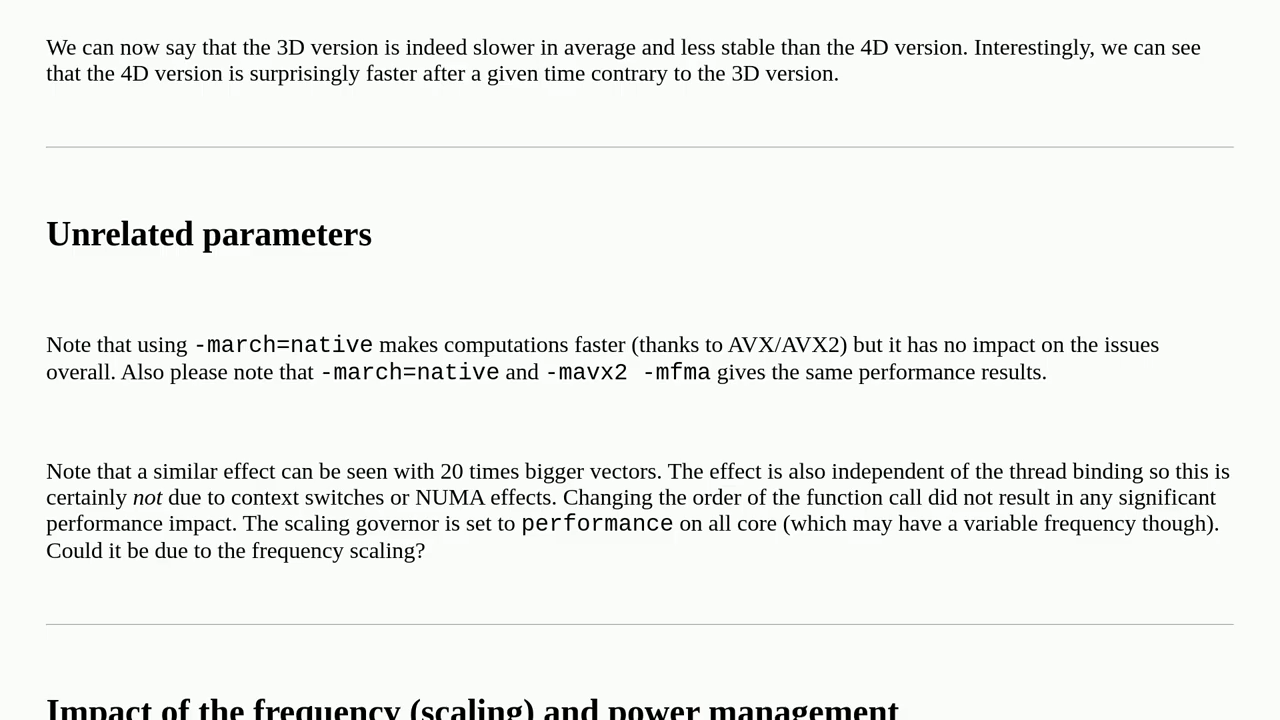 We can now say that the 3D version is indeed slower in average and less stable than the 4D version. Interestingly, we can see
that the 4D version is surprisingly faster after a given time contrary to the 3D version.
Unrelated parameters
Note that using -march=native makes computations faster (thanks to AVX/AVX2) but it has no impact on the issues
overall. Also please note that -march=native and -mavx2 -mfma gives the same performance results.
Note that a similar effect can be seen with 20 times bigger vectors. The effect is also independent of the thread binding so this is
certainly not due to context switches or NUMA effects. Changing the order of the function call did not result in any significant
performance impact. The scaling governor is set to performance on all core (which may have a variable frequency though).
Could it be due to the frequency scaling?
Impact of the frequency (scaling) and power management